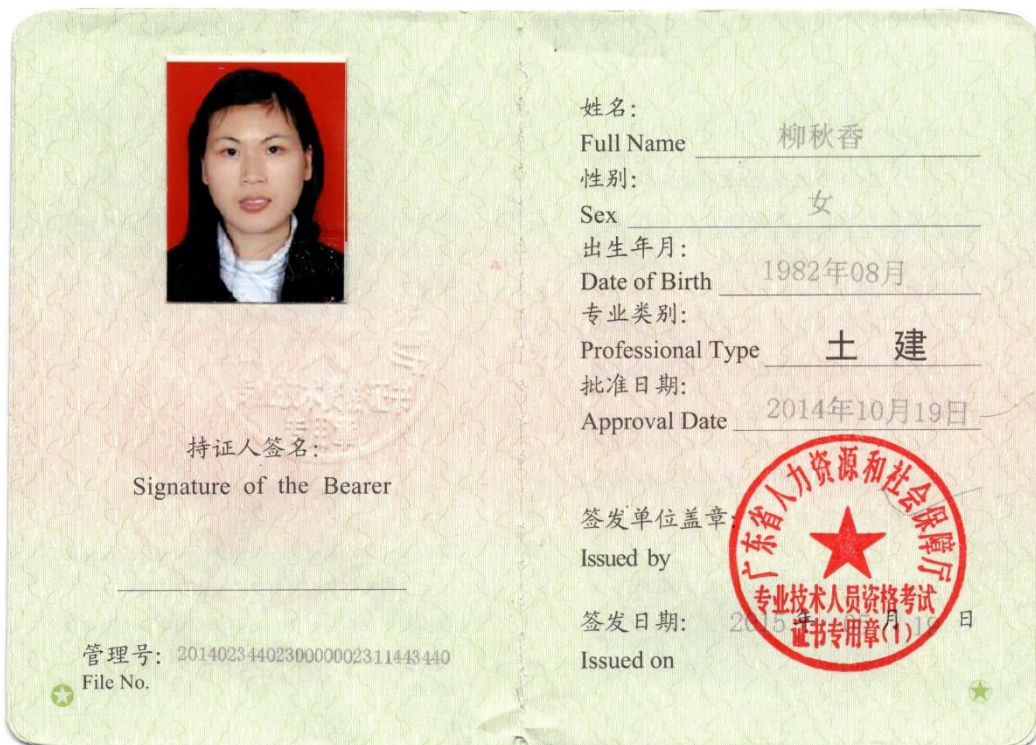 持证人签名:
Signature of the Bearer
管理号: 2014023440230000002311443440
File No.
姓名:
Full Name 柳秋香
性别:
Sex 女
出生年月:
Date of Birth 1982年08月
专业类别:
Professional Type 土 建
批准日期:
Approval Date 2014年10月19日
签发单位盖章:
Issued by
广东省人力资源和社会保障厅
专业技术人员资格考试
证书专用章(1)
签发日期: 2015 年 月 19 日
Issued on